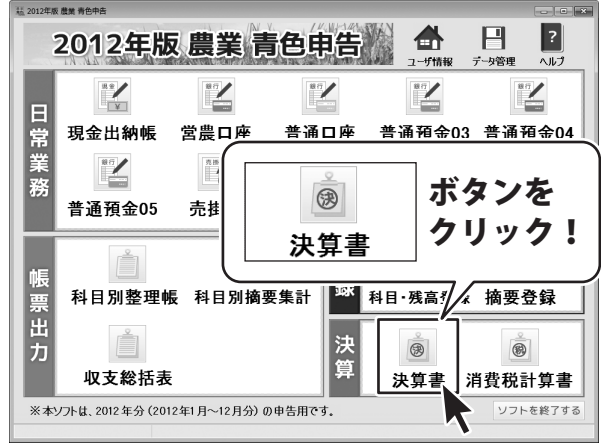 2012年版 農業 青色申告
2012年版 農業 青色申告
ユーザ情報 データ管理 ヘルプ
日常業務
現金出納帳 営農口座 普通口座 普通預金03 普通預金04
普通預金05 売掛
決算書
ボタンを
クリック!
帳票出力
科目別整理帳 科目別摘要集計
収支総括表
録
科目・残高登録 摘要登録
決算
決算書 消費税計算書
※本ソフトは、2012年分(2012年1月~12月分)の申告用です。
ソフトを終了する